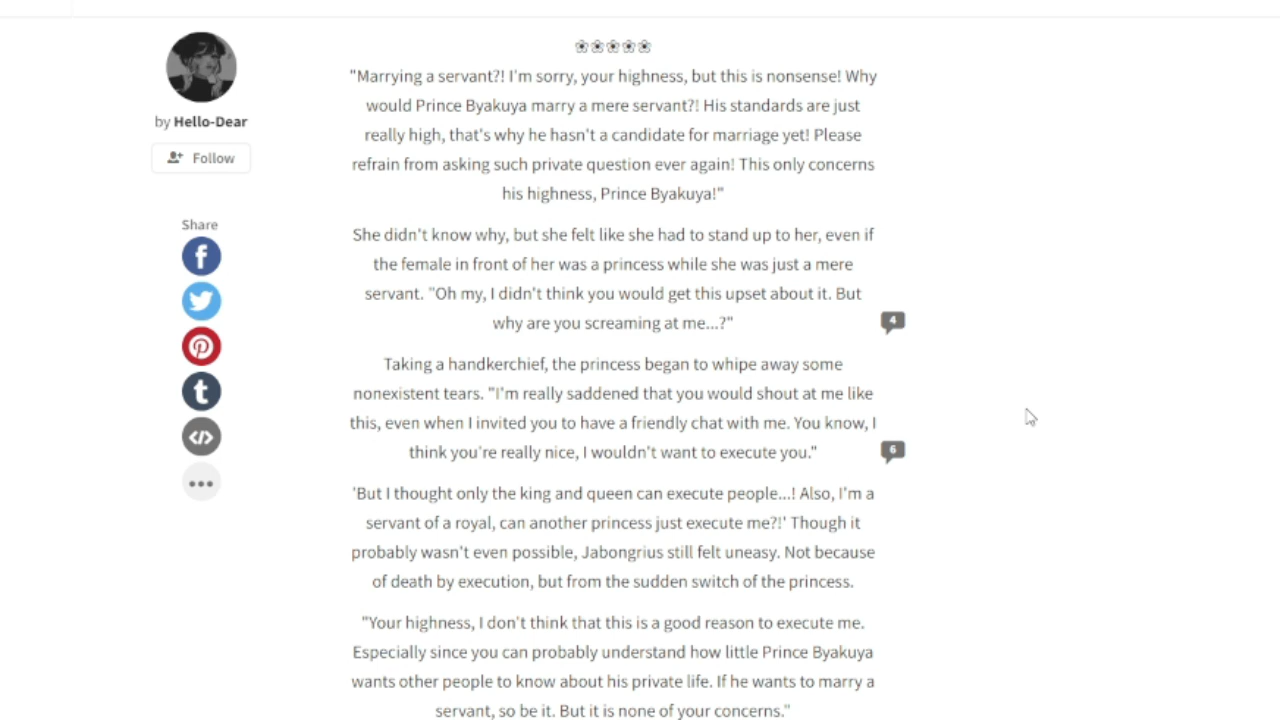 ❀❀❀❀❀
"Marrying a servant?! I'm sorry, your highness, but this is nonsense! Why
would Prince Byakuya marry a mere servant?! His standards are just
really high, that's why he hasn't a candidate for marriage yet! Please
refrain from asking such private question ever again! This only concerns
his highness, Prince Byakuya!"
by Hello-Dear
Follow
Share
She didn't know why, but she felt like she had to stand up to her, even if
the female in front of her was a princess while she was just a mere
servant. "Oh my, I didn't think you would get this upset about it. But
why are you screaming at me...?"
4
Taking a handkerchief, the princess began to whipe away some
nonexistent tears. "I'm really saddened that you would shout at me like
this, even when I invited you to have a friendly chat with me. You know, I
think you're really nice, I wouldn't want to execute you."
6
'But I thought only the king and queen can execute people...! Also, I'm a
servant of a royal, can another princess just execute me?!' Though it
probably wasn't even possible, Jabongrius still felt uneasy. Not because
of death by execution, but from the sudden switch of the princess.
"Your highness, I don't think that this is a good reason to execute me.
Especially since you can probably understand how little Prince Byakuya
wants other people to know about his private life. If he wants to marry a
servant, so be it. But it is none of your concerns."